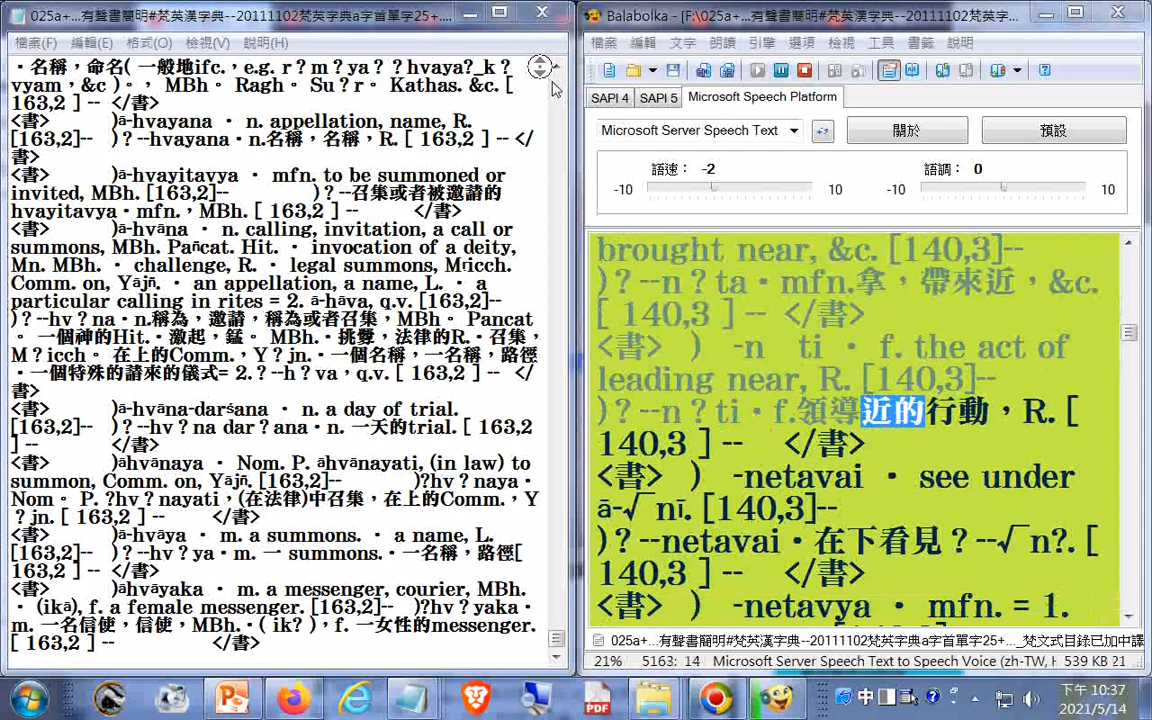 025a+...有聲書簡明#梵英漢字典--20111102梵英字典a字首單字25+...
檔案(F) 編輯(E) 格式(O) 檢視(V) 說明(H)
‧名稱,命名( 一般地ifc.,e.g. r?m?ya??hvaya?_k?
vyam,&c )。, MBh。Ragh。Su?r。Kathas. &c. [
163,2] -- </書>
<書> )ā-hvayana ‧ n. appellation, name, R.
[163,2]-- )?--hvayana‧n.名稱,名稱,R. [ 163,2 ] -- </
書>
<書> )ā-hvayitavya ‧ mfn. to be summoned or
invited, MBh. [163,2]-- )?--召集或者被邀請的
hvayitavya‧mfn.,MBh. [ 163,2 ] -- </書>
<書> )ā-hvāna ‧ n. calling, invitation, a call or
summons, MBh. Pañcat. Hit. ‧ invocation of a deity,
Mn. MBh. ‧ challenge, R. ‧ legal summons, Mṛicch.
Comm. on, Yājñ. ‧ an appellation, a name, L. ‧ a
particular calling in rites = 2. ā-hāva, q.v. [163,2]--
)?--hv?na‧n.稱為,邀請,稱為或者召集,MBh。Pancat
。一個神的Hit.‧激起,錳。 MBh.‧挑釁,法律的R.‧召集,
M?icch。 在上的Comm.,Y?jn.‧一個名稱,一名稱,路徑
‧一個特殊的請來的儀式= 2.?--h?va,q.v. [ 163,2 ] -- </
書>
<書> )ā-hvāna-darśana ‧ n. a day of trial.
[163,2]-- )?--hv?na dar?ana‧n. 一天的trial. [ 163,2
] -- </書>
<書> )āhvānaya ‧ Nom. P. āhvānayati, (in law) to
summon, Comm. on, Yājñ. [163,2]-- )?hv?naya‧
Nom。 P. ?hv?nayati,(在法律)中召集,在上的Comm.,Y
?jn. [ 163,2 ] -- </書>
<書> )ā-hvāya ‧ m. a summons. ‧ a name, L.
[163,2]-- )?--hv?ya‧m. 一 summons.‧一名稱,路徑[
163,2 ] -- </書>
<書> )āhvāyaka ‧ m. a messenger, courier, MBh.
‧ (ikā), f. a female messenger. [163,2]-- )?hv?yaka‧
m. 一名信使,信使,MBh.‧( ik?),f. 一女性的messenger.
[ 163,2 ] -- </書>
Balabolka - [F:\025a+...有聲書簡明#梵英漢字典--20111102梵英字...
檔案 編輯 文字 朗讀 引擎 選項 檢視 工具 書籤 說明
SAPI 4 SAPI 5 Microsoft Speech Platform
Microsoft Server Speech Text 關於 預設
語速: -2 語調: 0
-10 10 -10 10
brought near, &c. [140,3]--
)?--n?ta‧mfn.拿,帶來近,&c.
[ 140,3 ] -- </書>
<書> ) -n ti ‧ f. the act of
leading near, R. [140,3]--
)?--n?ti‧f.領導近的行動,R. [
140,3 ] -- </書>
<書> ) -netavai ‧ see under
ā-√nī. [140,3]--
)?--netavai‧在下看見?--√n?. [
140,3 ] -- </書>
<書> ) -netavya ‧ mfn. = 1.
025a+...有聲書簡明#梵英漢字典--20111102梵英字典a字首單字25+..._梵文式目錄已加中譯
21% 5163: 14 Microsoft Server Speech Text to Speech Voice (zh-TW, H 539 KB 21
中
PDF
下午 10:37
2021/5/14